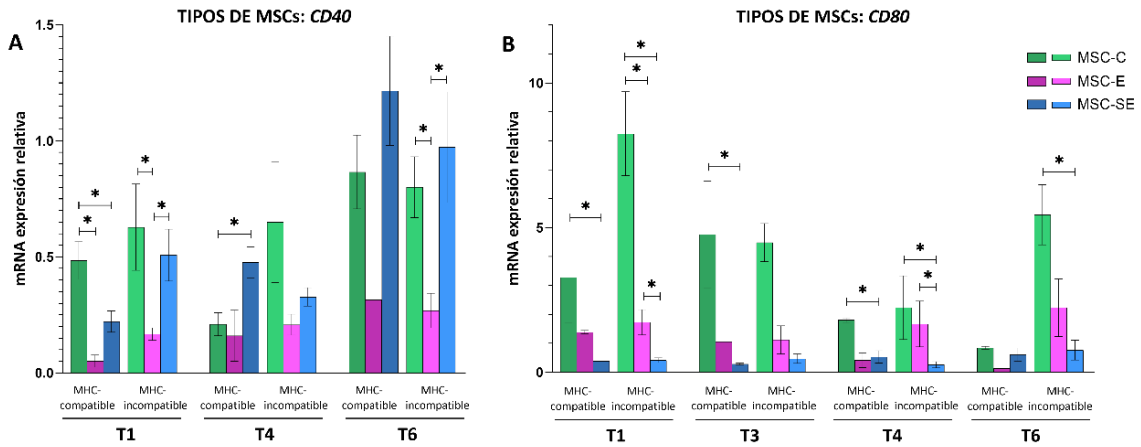 TIPOS DE MSCs: CD40
A
mRNA expresión relativa
1.5
1.0
0.5
0.0
* * * * * * *
MHC-compatible
MHC-incompatible
MHC-compatible
MHC-incompatible
MHC-compatible
MHC-incompatible
T1
T4
T6
TIPOS DE MSCs: CD80
B
mRNA expresión relativa
10
5
0
* * * * * * * * *
MHC-compatible
MHC-incompatible
MHC-compatible
MHC-incompatible
MHC-compatible
MHC-incompatible
MHC-compatible
MHC-incompatible
T1
T3
T4
T6
MSC-C
MSC-E
MSC-SE